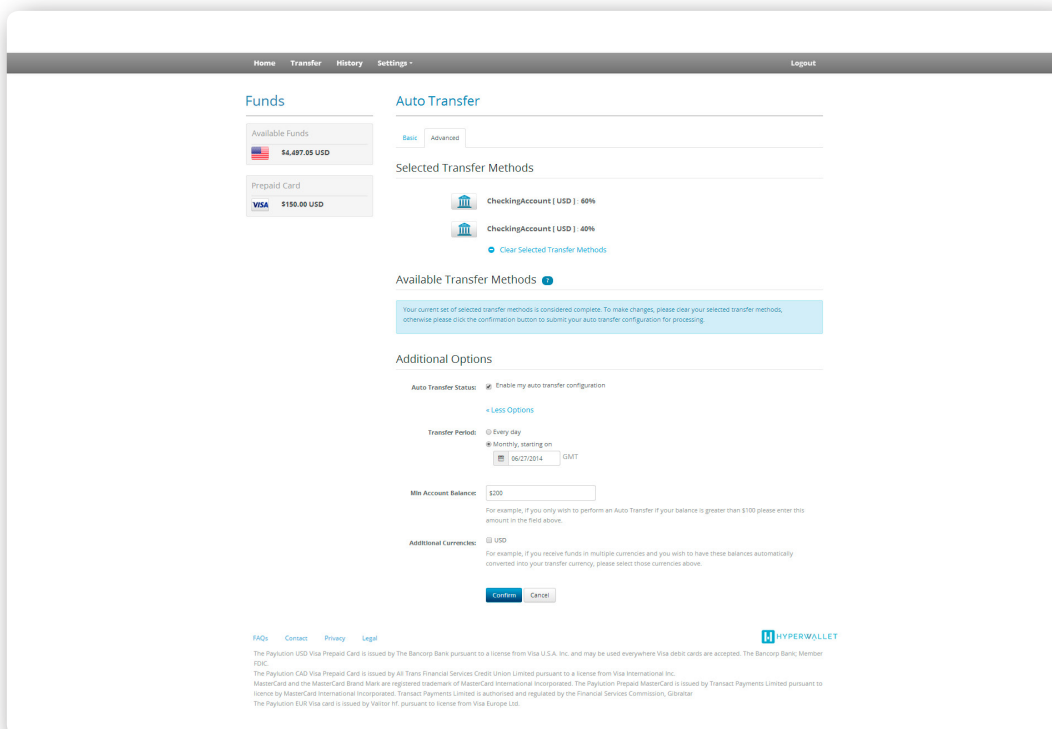 Home Transfer History Settings Logout
Funds
Available Funds
$4,497.05 USD
Prepaid Card
VISA $150.00 USD
Auto Transfer
Basic Advanced
Selected Transfer Methods
CheckingAccount [ USD ] : 60%
CheckingAccount [ USD ] : 40%
Clear Selected Transfer Methods
Available Transfer Methods ?
Your current set of selected transfer methods is considered complete. To make changes, please clear your selected transfer methods,
otherwise please click the confirmation button to submit your auto transfer configuration for processing.
Additional Options
Auto Transfer Status: Enable my auto transfer configuration
« Less Options
Transfer Period: Every day
Monthly, starting on
06/27/2014 GMT
Min Account Balance: $200
For example, if you only wish to perform an Auto Transfer if your balance is greater than $100 please enter this
amount in the field above.
Additional Currencies: USD
For example, if you receive funds in multiple currencies and you wish to have these balances automatically
converted into your transfer currency, please select those currencies above.
Confirm Cancel
FAQs Contact Privacy Legal
HYPERWALLET
The Paylution USD Visa Prepaid Card is issued by The Bancorp Bank pursuant to a license from Visa U.S.A. Inc. and may be used everywhere Visa debit cards are accepted. The Bancorp Bank; Member
FDIC.
The Paylution CAD Visa Prepaid Card is issued by All Trans Financial Services Credit Union Limited pursuant to a license from Visa International Inc.
MasterCard and the MasterCard Brand Mark are registered trademark of MasterCard International Incorporated. The Paylution Prepaid MasterCard is issued by Transact Payments Limited pursuant to
licence by MasterCard International Incorporated. Transact Payments Limited is authorised and regulated by the Financial Services Commission, Gibraltar
The Paylution EUR Visa card is issued by Valitor hf. pursuant to license from Visa Europe Ltd.